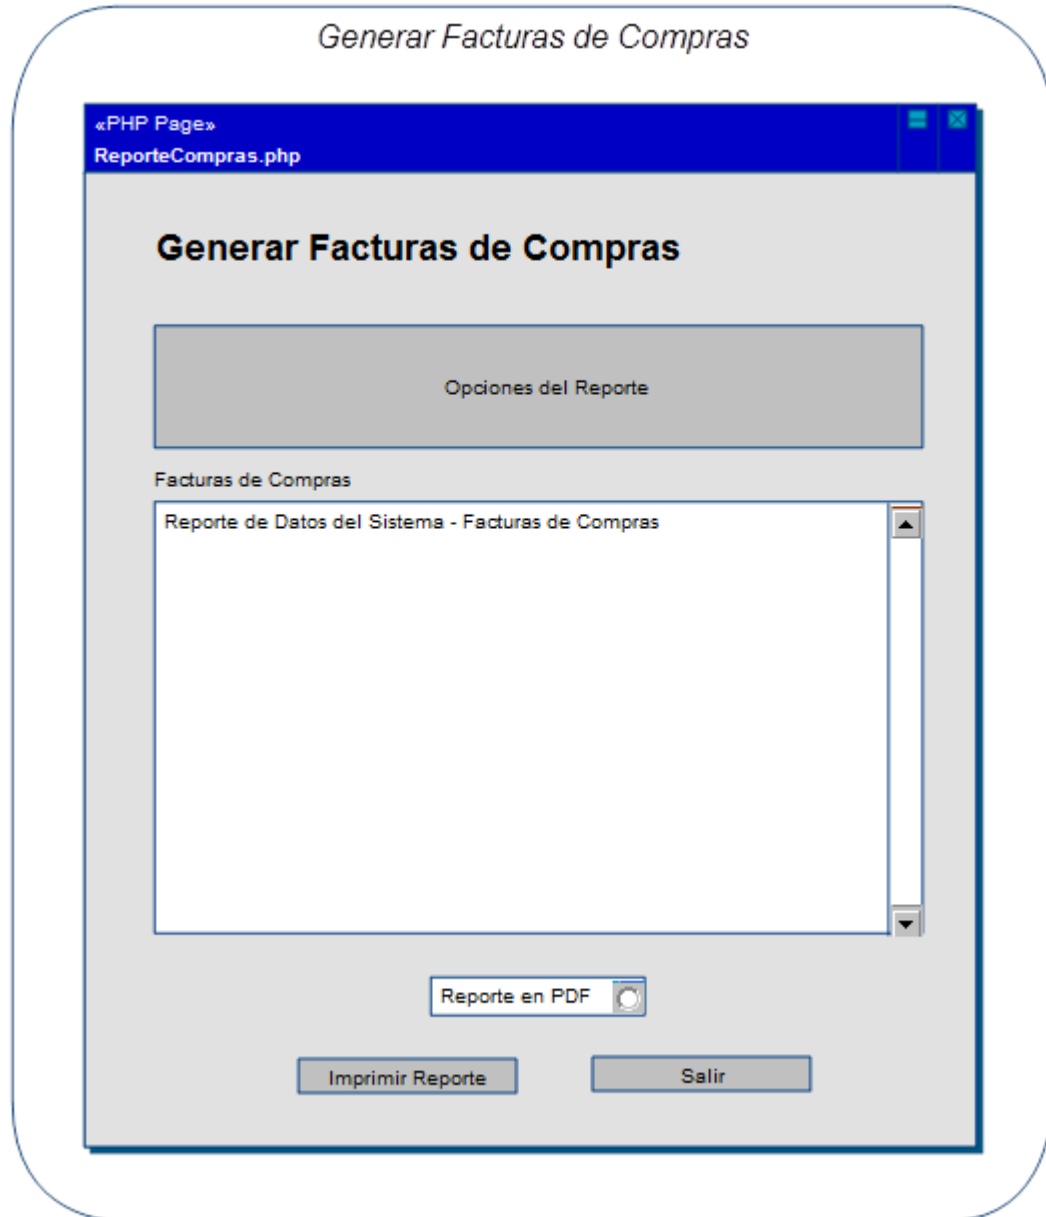 Generar Facturas de Compras
«PHP Page»
ReporteCompras.php
Generar Facturas de Compras
Opciones del Reporte
Facturas de Compras
Reporte de Datos del Sistema - Facturas de Compras
Reporte en PDF
Imprimir Reporte
Salir